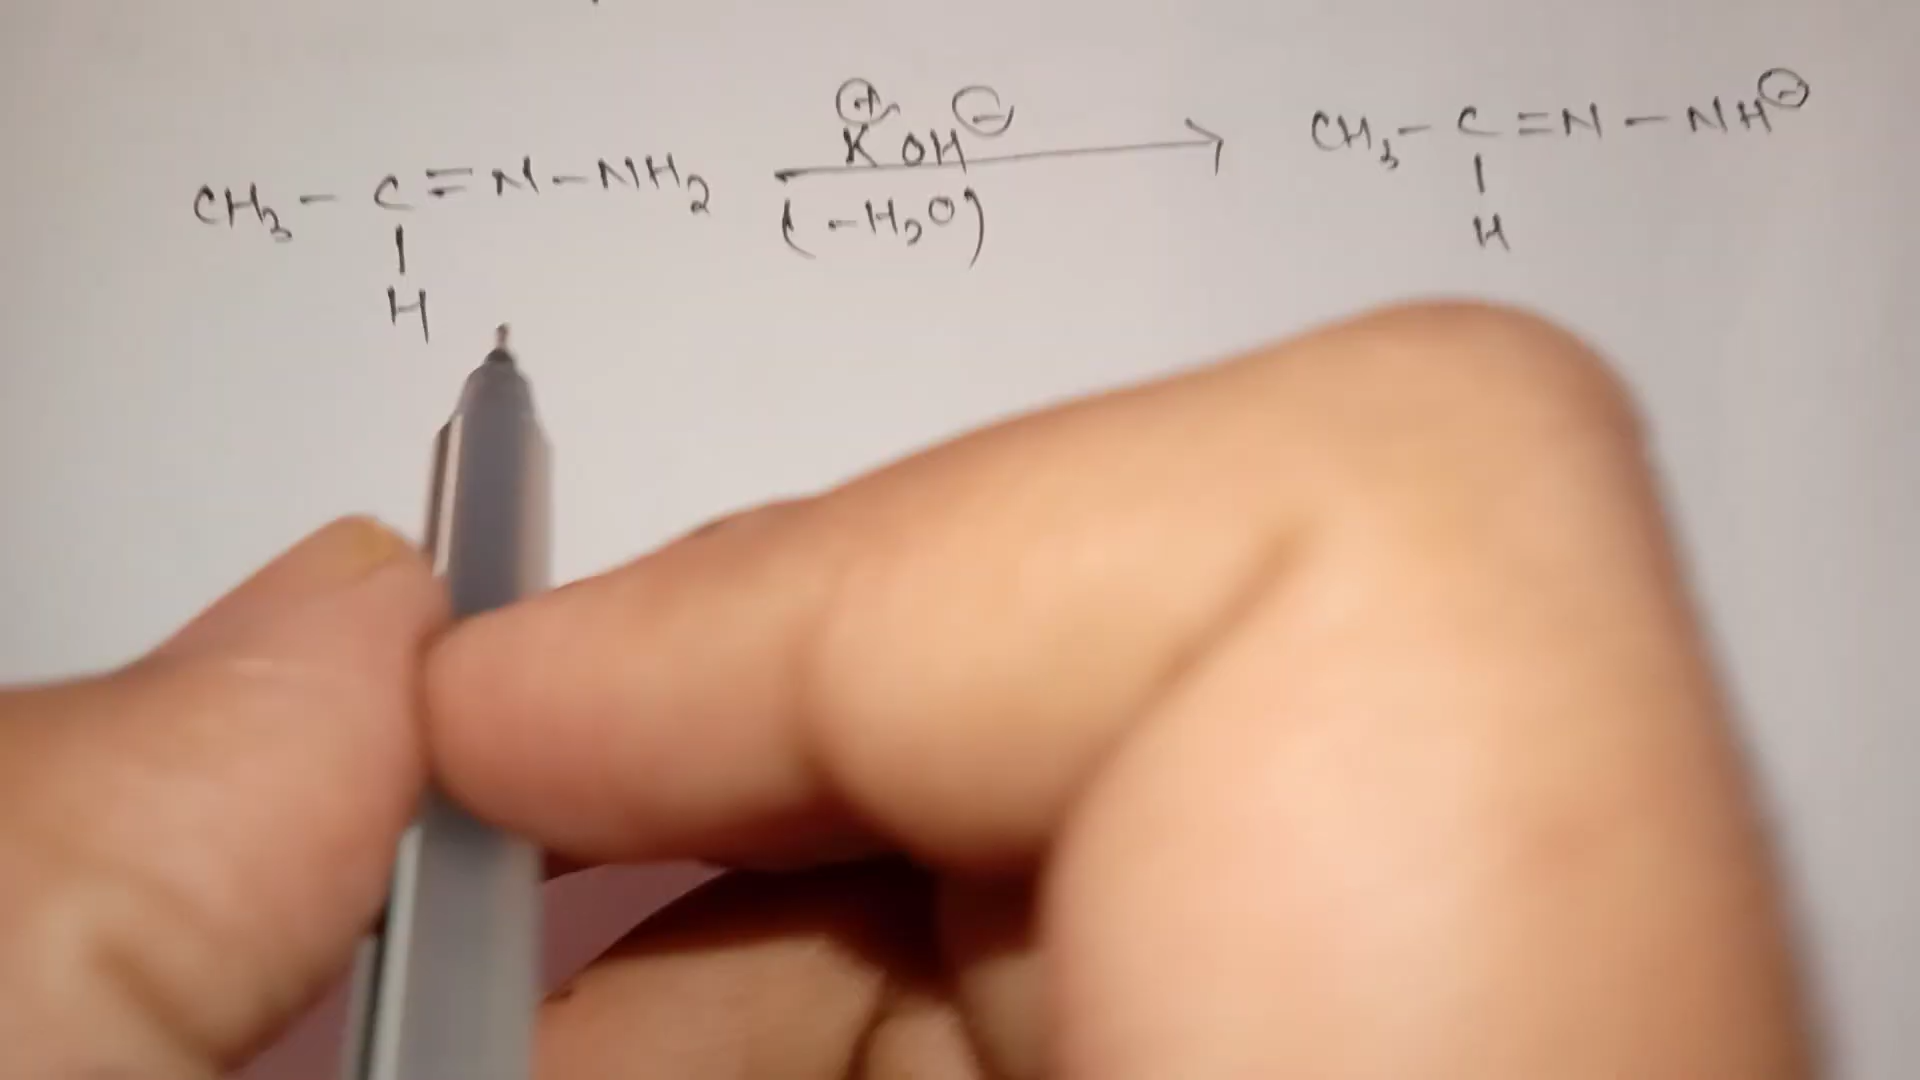 CH₃ - C = N - NH₂ ⊕K OH⊖ → CH₃ - C = N - NH⊖
| (-H₂O) |
H H